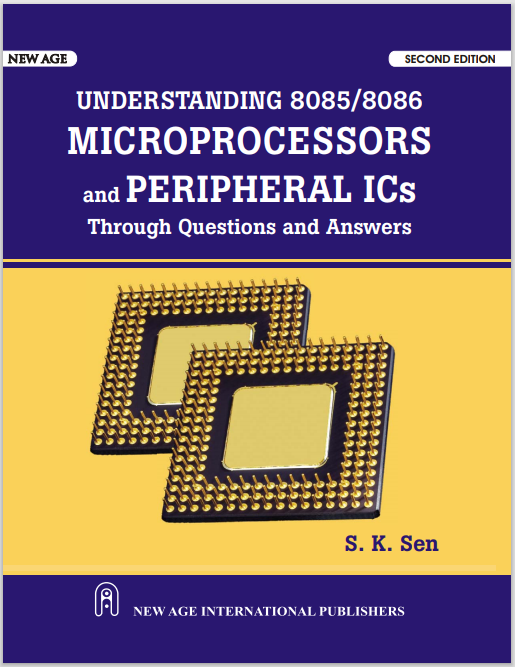 NEW AGE
SECOND EDITION
UNDERSTANDING 8085/8086
MICROPROCESSORS
and PERIPHERAL ICs
Through Questions and Answers
S. K. Sen
NEW AGE INTERNATIONAL PUBLISHERS